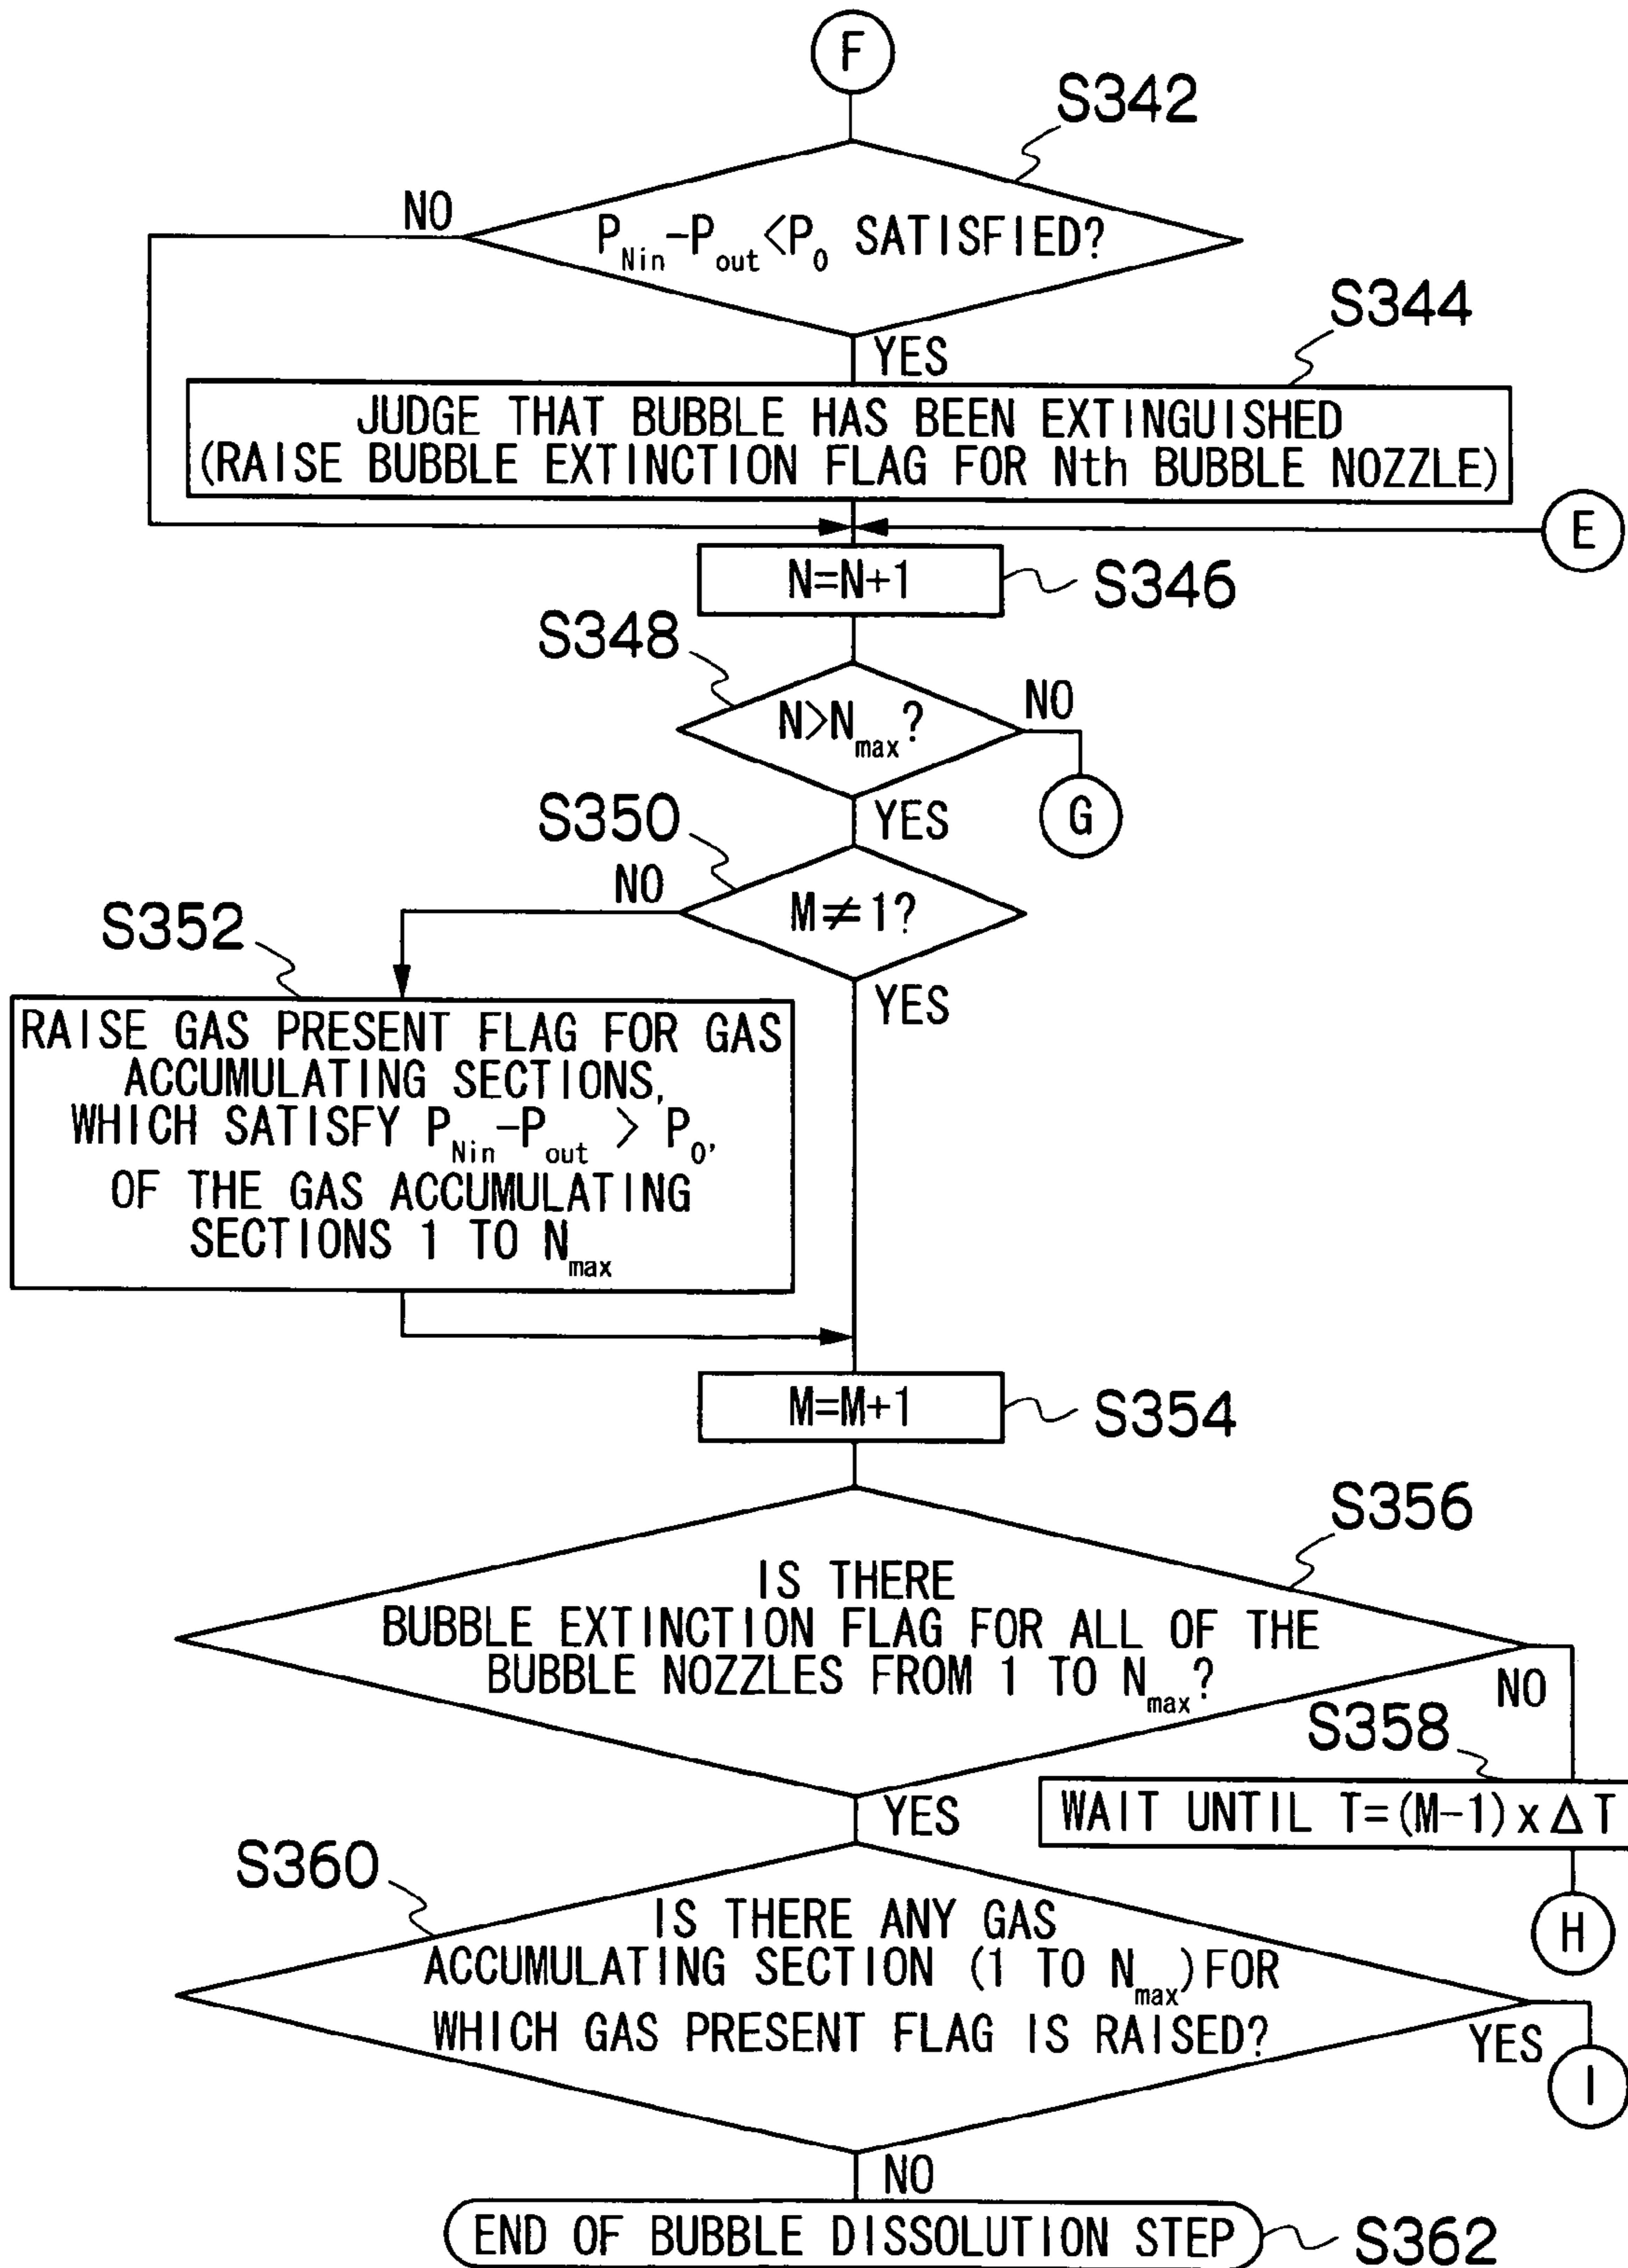 F
S342
NO
P_Nin-P_out<P_0 SATISFIED?
S344
YES
JUDGE THAT BUBBLE HAS BEEN EXTINGUISHED
(RAISE BUBBLE EXTINCTION FLAG FOR Nth BUBBLE NOZZLE)
E
N=N+1
S346
S348
N>N_max?
NO
G
S350
YES
NO
M≠1?
S352
YES
RAISE GAS PRESENT FLAG FOR GAS
ACCUMULATING SECTIONS,
WHICH SATISFY P_Nin-P_out > P_0,
OF THE GAS ACCUMULATING
SECTIONS 1 TO N_max
M=M+1
S354
S356
IS THERE
BUBBLE EXTINCTION FLAG FOR ALL OF THE
BUBBLE NOZZLES FROM 1 TO N_max?
NO
S358
YES
WAIT UNTIL T=(M-1)xΔT
S360
H
IS THERE ANY GAS
ACCUMULATING SECTION (1 TO N_max)FOR
WHICH GAS PRESENT FLAG IS RAISED?
YES
I
NO
END OF BUBBLE DISSOLUTION STEP
S362